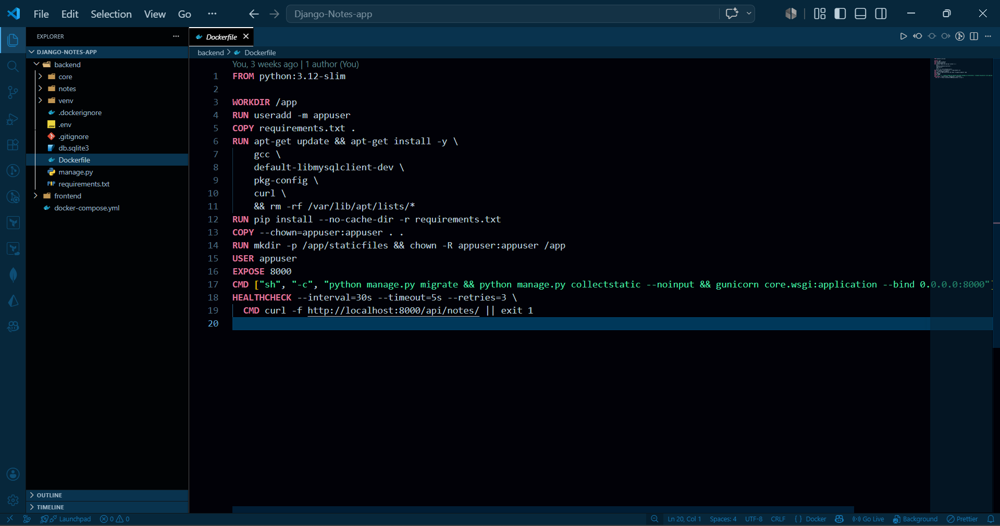 File Edit Selection View Go
Django-Notes-app
EXPLORER
Dockerfile
DJANGO-NOTES-APP
backend
core
notes
venv
.dockerignore
.env
.gitignore
db.sqlite3
Dockerfile
manage.py
requirements.txt
frontend
docker-compose.yml
OUTLINE
TIMELINE
backend > Dockerfile
You, 3 weeks ago | 1 author (You)
1 FROM python:3.12-slim
2
3 WORKDIR /app
4 RUN useradd -m appuser
5 COPY requirements.txt .
6 RUN apt-get update && apt-get install -y \
7 gcc \
8 default-libmysqlclient-dev \
9 pkg-config \
10 curl \
11 && rm -rf /var/lib/apt/lists/*
12 RUN pip install --no-cache-dir -r requirements.txt
13 COPY --chown=appuser:appuser . .
14 RUN mkdir -p /app/staticfiles && chown -R appuser:appuser /app
15 USER appuser
16 EXPOSE 8000
17 CMD ["sh", "-c", "python manage.py migrate && python manage.py collectstatic --noinput && gunicorn core.wsgi:application --bind 0.0.0.0:8000"]
18 HEALTHCHECK --interval=30s --timeout=5s --retries=3 \
19 CMD curl -f http://localhost:8000/api/notes/ || exit 1
20
Launchpad 0 0 Ln 20, Col 1 Spaces: 4 UTF-8 CRLF { } Docker Go Live Background Prettier